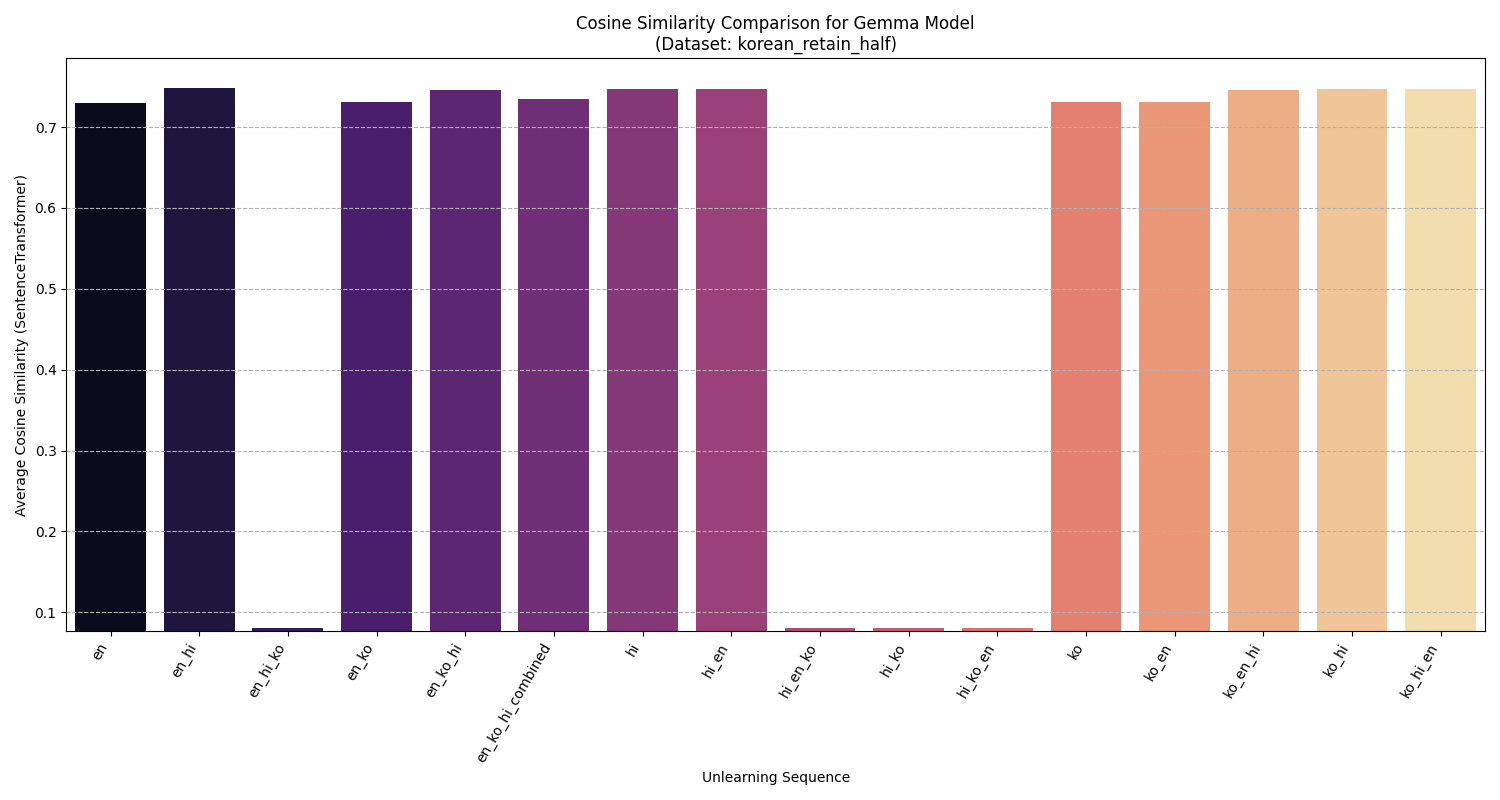 Cosine Similarity Comparison for Gemma Model
(Dataset: korean_retain_half)
Average Cosine Similarity (SentenceTransformer)
0.7
0.6
0.5
0.4
0.3
0.2
0.1
en
en_hi
en_hi_ko
en_ko
en_ko_hi
en_ko_hi_combined
hi
hi_en
hi_en_ko
hi_ko
hi_ko_en
ko
ko_en
ko_en_hi
ko_hi
ko_hi_en
Unlearning Sequence